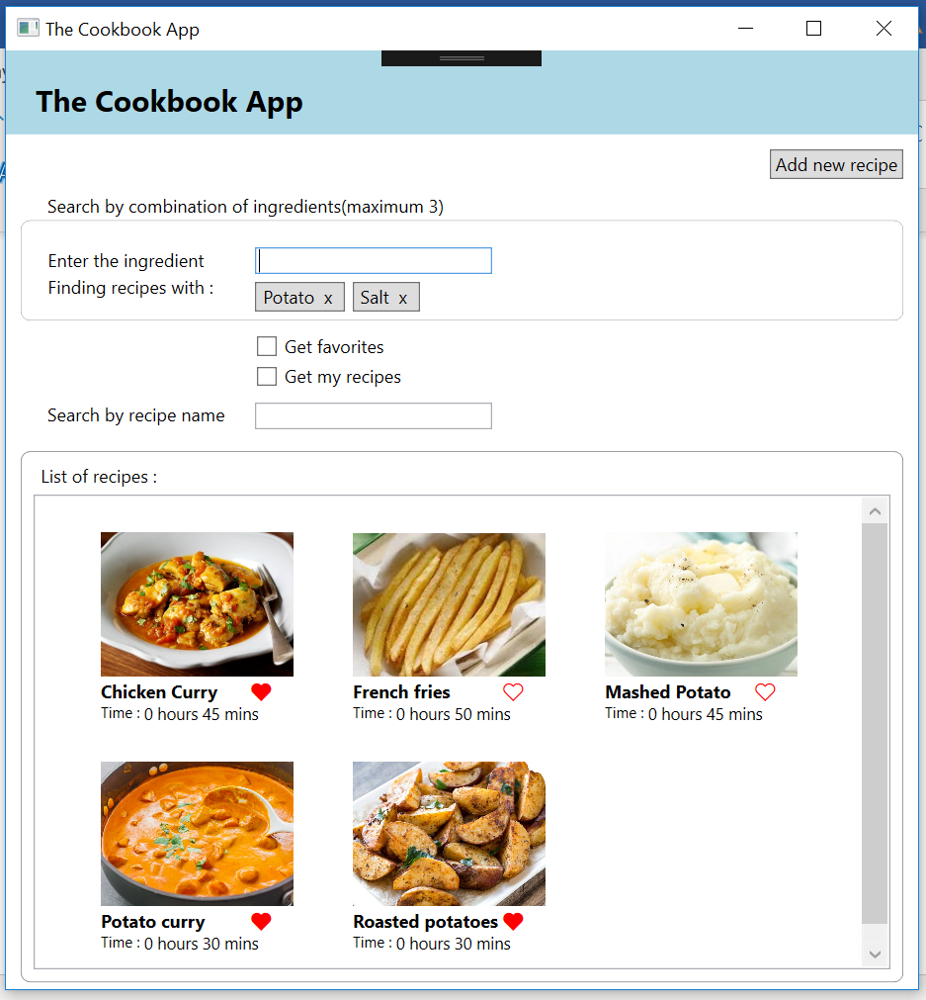 The Cookbook App
The Cookbook App
Add new recipe
Search by combination of ingredients(maximum 3)
Enter the ingredient
Finding recipes with :
Potato x
Salt x
Get favorites
Get my recipes
Search by recipe name
List of recipes :
Chicken Curry
Time : 0 hours 45 mins
French fries
Time : 0 hours 50 mins
Mashed Potato
Time : 0 hours 45 mins
Potato curry
Time : 0 hours 30 mins
Roasted potatoes
Time : 0 hours 30 mins